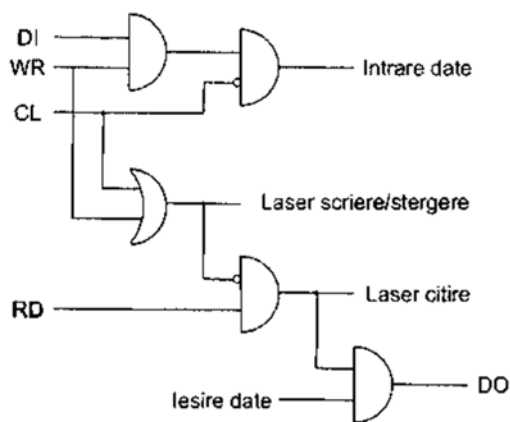 DI
WR
Intrare date
CL
Laser scriere/stergere
RD
Laser citire
Iesire date
DO